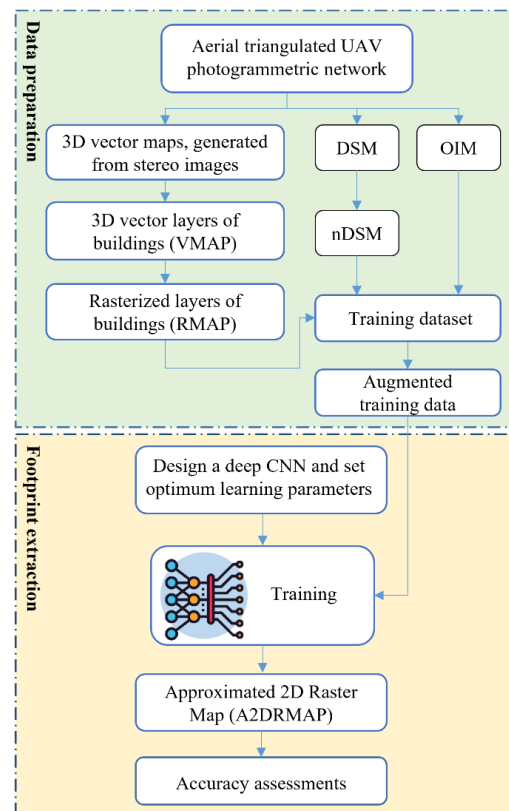 Data preparation
Aerial triangulated UAV
photogrammetric network
3D vector maps, generated
from stereo images
DSM
OIM
3D vector layers of
buildings (VMAP)
nDSM
Rasterized layers of
buildings (RMAP)
Training dataset
Augmented
training data
Footprint extraction
Design a deep CNN and set
optimum learning parameters
Training
Approximated 2D Raster
Map (A2DRMAP)
Accuracy assessments